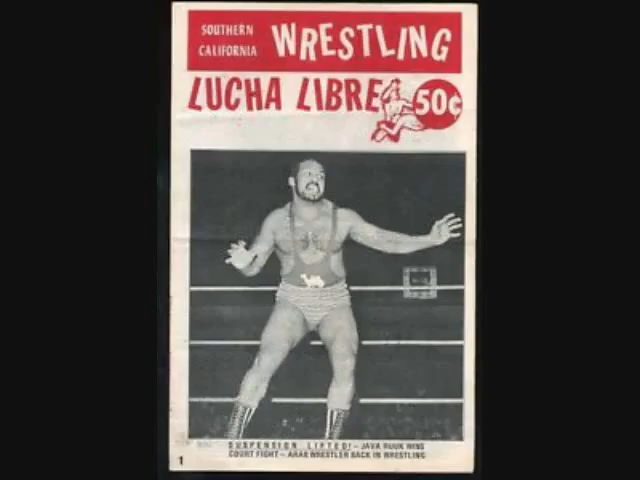 SOUTHERN
CALIFORNIA
WRESTLING
LUCHA LIBRE
50¢
SUSPENSION LIFTED! – JAVA RUUK WINS
COURT FIGHT – ARAB WRESTLER BACK IN WRESTLING
1